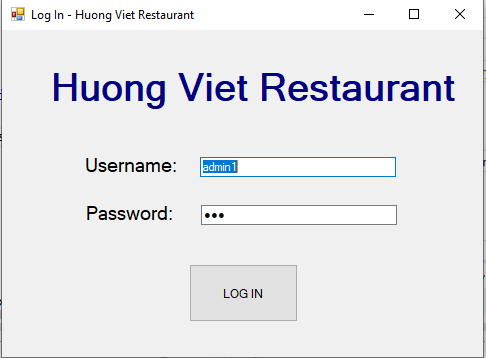 Log In - Huong Viet Restaurant
Huong Viet Restaurant
Username: admin1
Password: •••
LOG IN